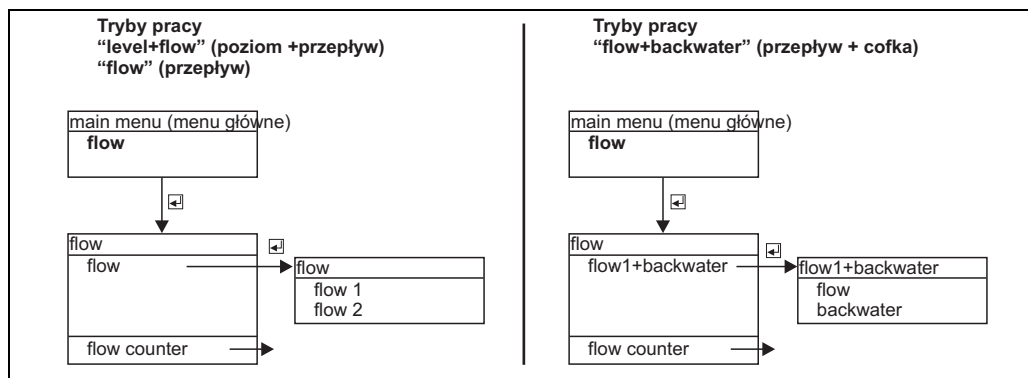 Tryby pracy
“level+flow” (poziom +przepływ)
“flow” (przepływ)
main menu (menu główne)
flow
flow
flow
flow
flow 1
flow 2
flow counter
Tryby pracy
“flow+backwater” (przepływ + cofka)
main menu (menu główne)
flow
flow
flow1+backwater
flow1+backwater
flow
backwater
flow counter